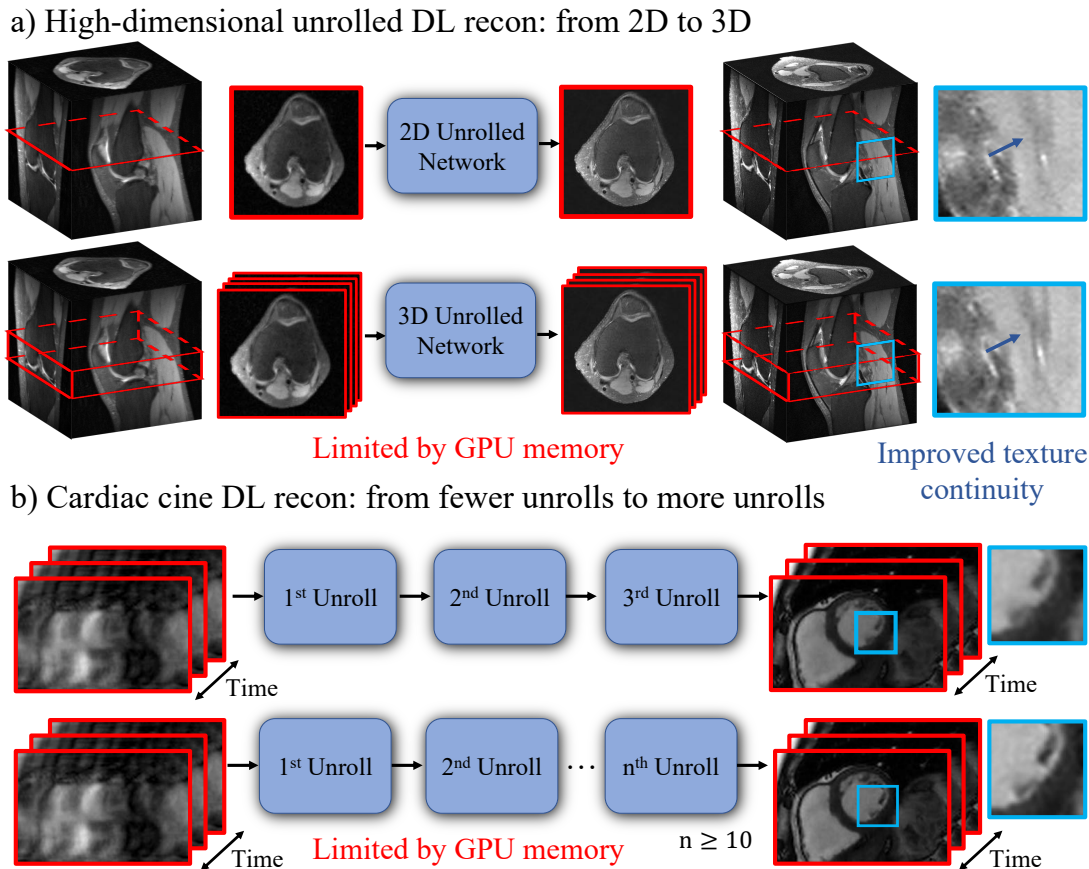 a) High-dimensional unrolled DL recon: from 2D to 3D
2D Unrolled
Network
3D Unrolled
Network
Limited by GPU memory
Improved texture
continuity
b) Cardiac cine DL recon: from fewer unrolls to more unrolls
1st Unroll
2nd Unroll
3rd Unroll
Time
Time
1st Unroll
2nd Unroll
...
nth Unroll
Time
Limited by GPU memory
n ≥ 10
Time